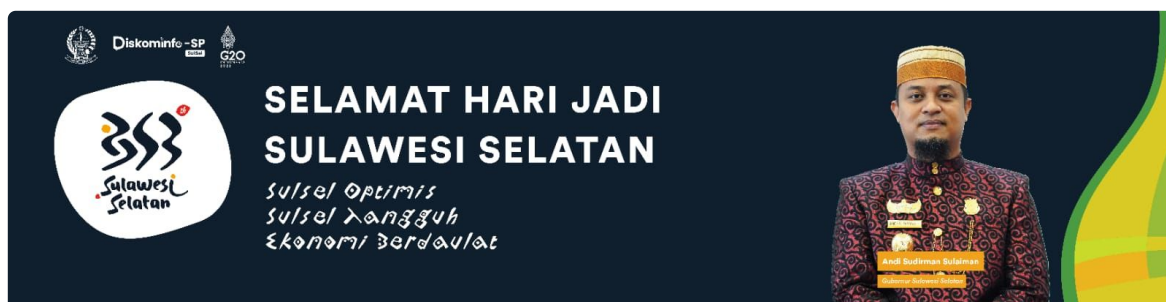 Diskominfo-SP
SulSel
G20
353
Sulawesi
Selatan
SELAMAT HARI JADI
SULAWESI SELATAN
Sulsel Optimis
Sulsel Tangguh
Ekonomi Berdaulat
Andi Sudirman Sulaiman
Gubernur Sulawesi Selatan